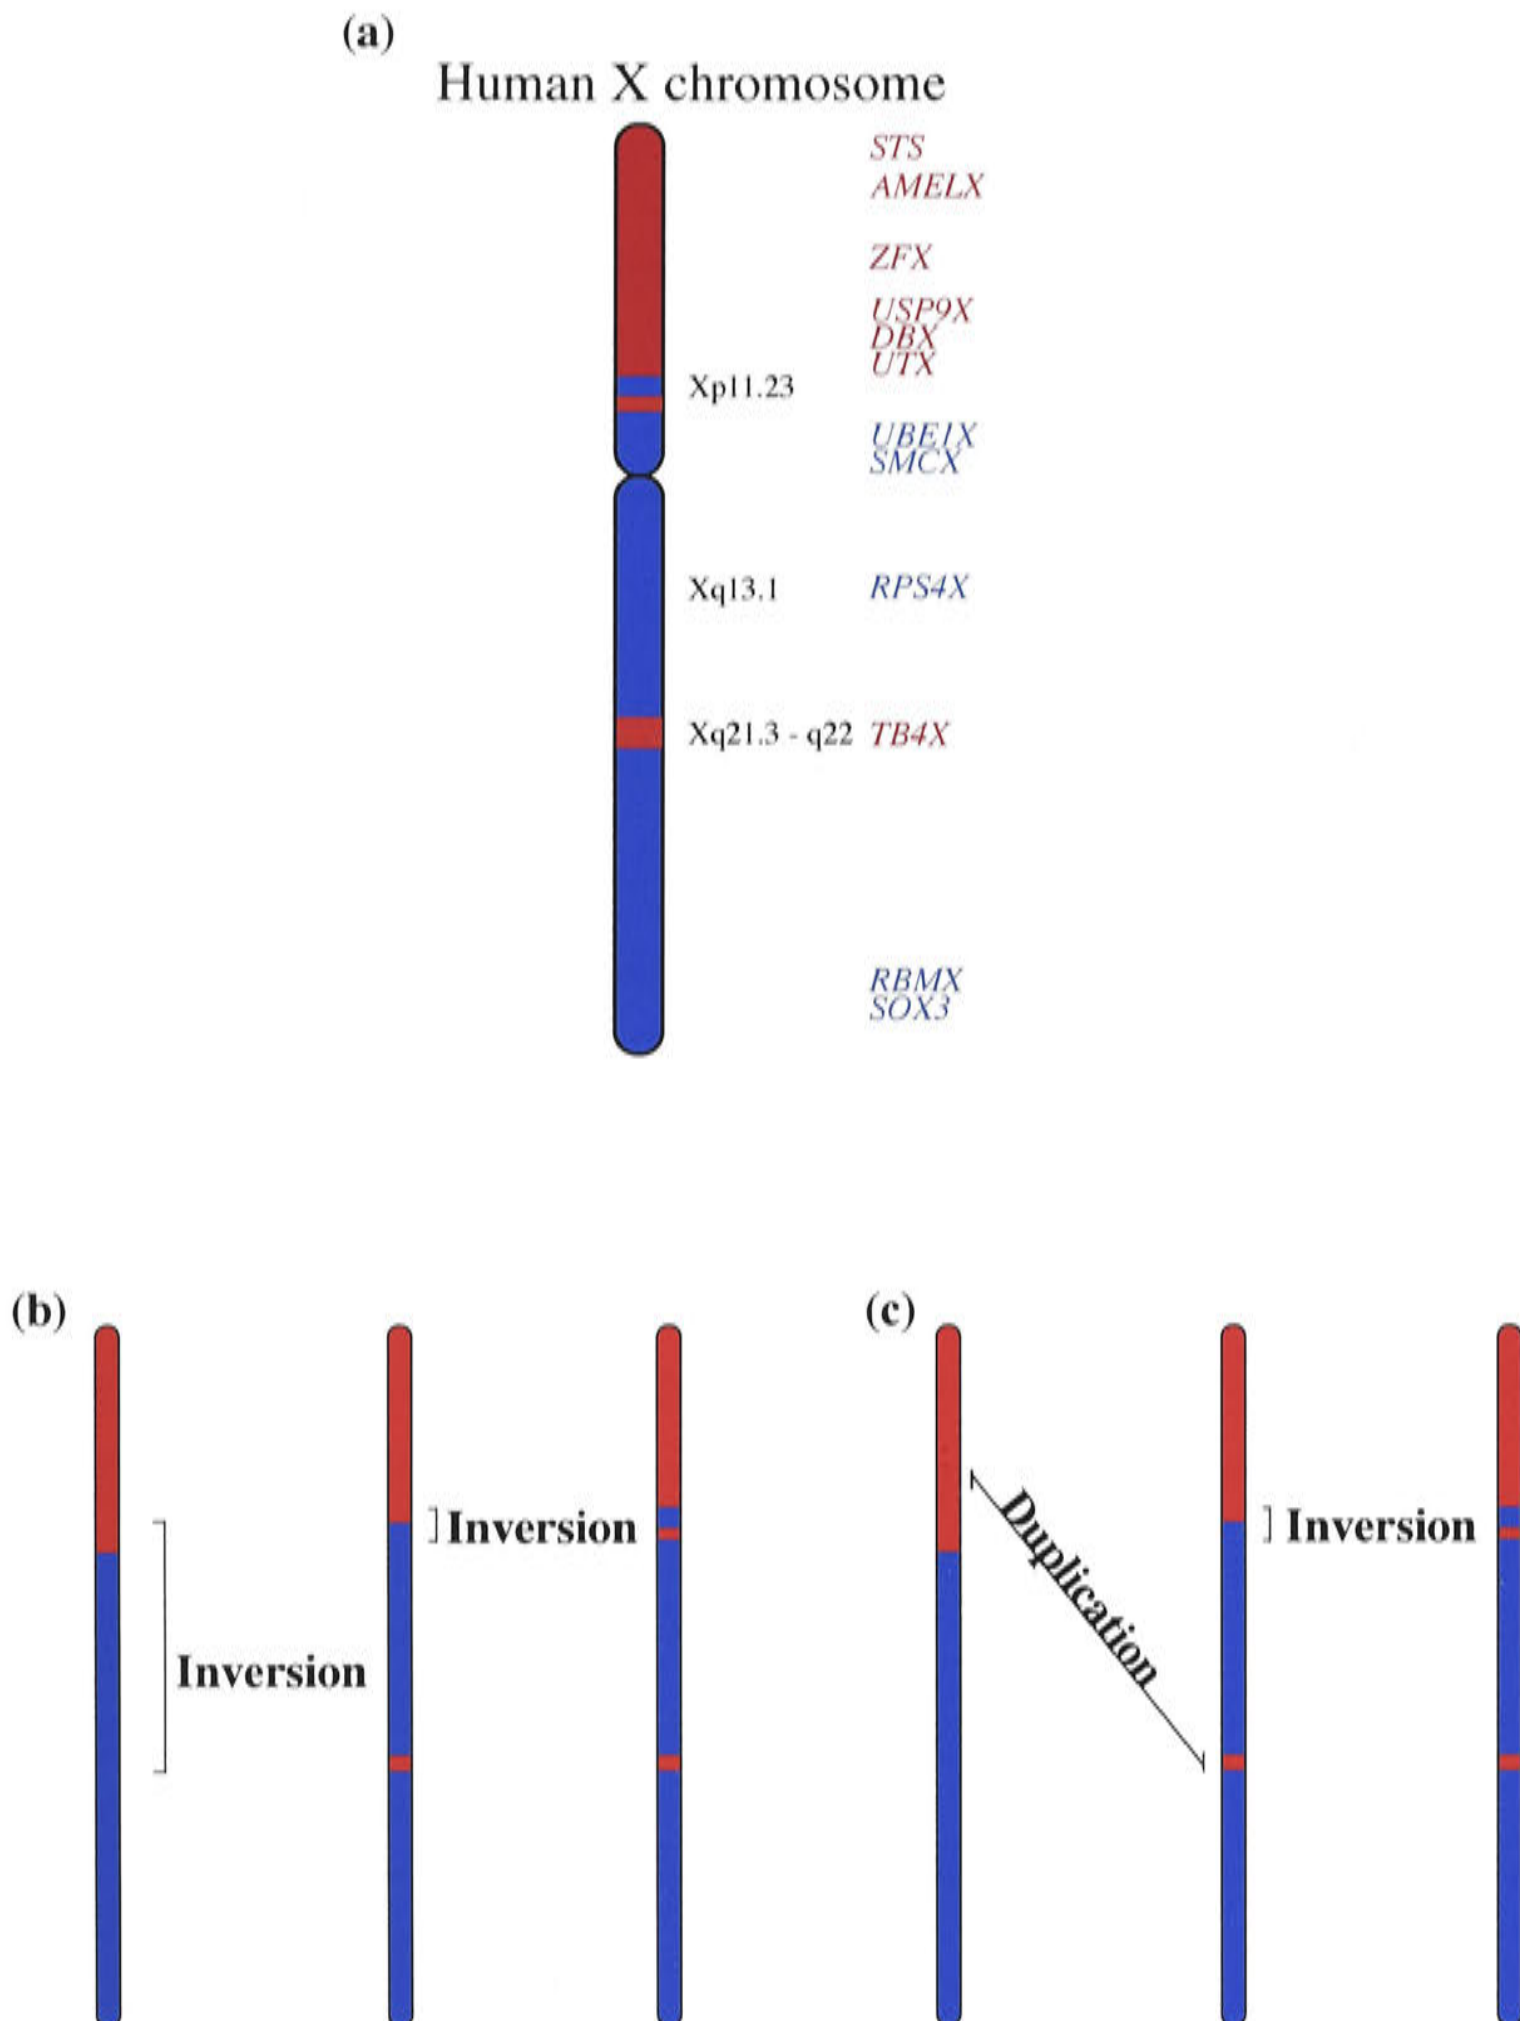 (a)
Human X chromosome
STS
AMELX
ZFX
USP9X
DBX
UTX
Xp11.23
UBE1X
SMCX
Xq13.1 RPS4X
Xq21.3 - q22 TB4X
RBMX
SOX3
(b)
Inversion
Inversion
(c)
Duplication
Inversion